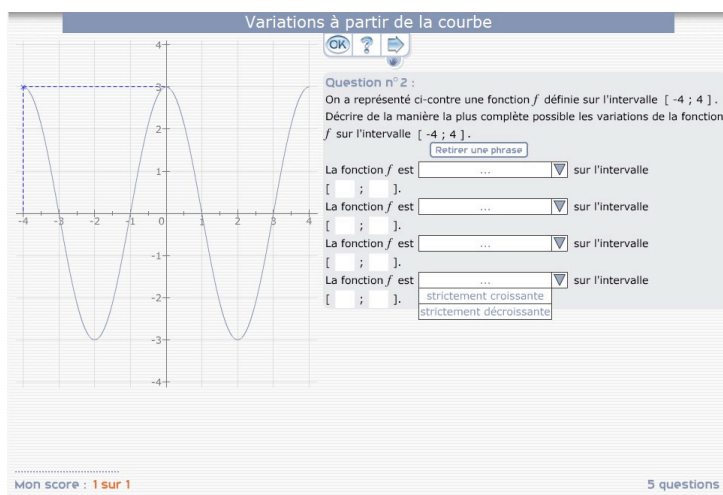 Variations à partir de la courbe
OK ?
Question n°2 :
On a représenté ci-contre une fonction f définie sur l'intervalle [ -4 ; 4 ] .
Décrire de la manière la plus complète possible les variations de la fonction
f sur l'intervalle [ -4 ; 4 ] .
Retirer une phrase
La fonction f est ... sur l'intervalle
[ ; ].
La fonction f est ... sur l'intervalle
[ ; ].
La fonction f est ... sur l'intervalle
[ ; ].
La fonction f est ... sur l'intervalle
[ ; ].
strictement croissante
strictement décroissante
4
3
2
1
-4 -3 -2 -1 0 1 2 3 4
-1
-2
-3
-4
Mon score : 1 sur 1
5 questions